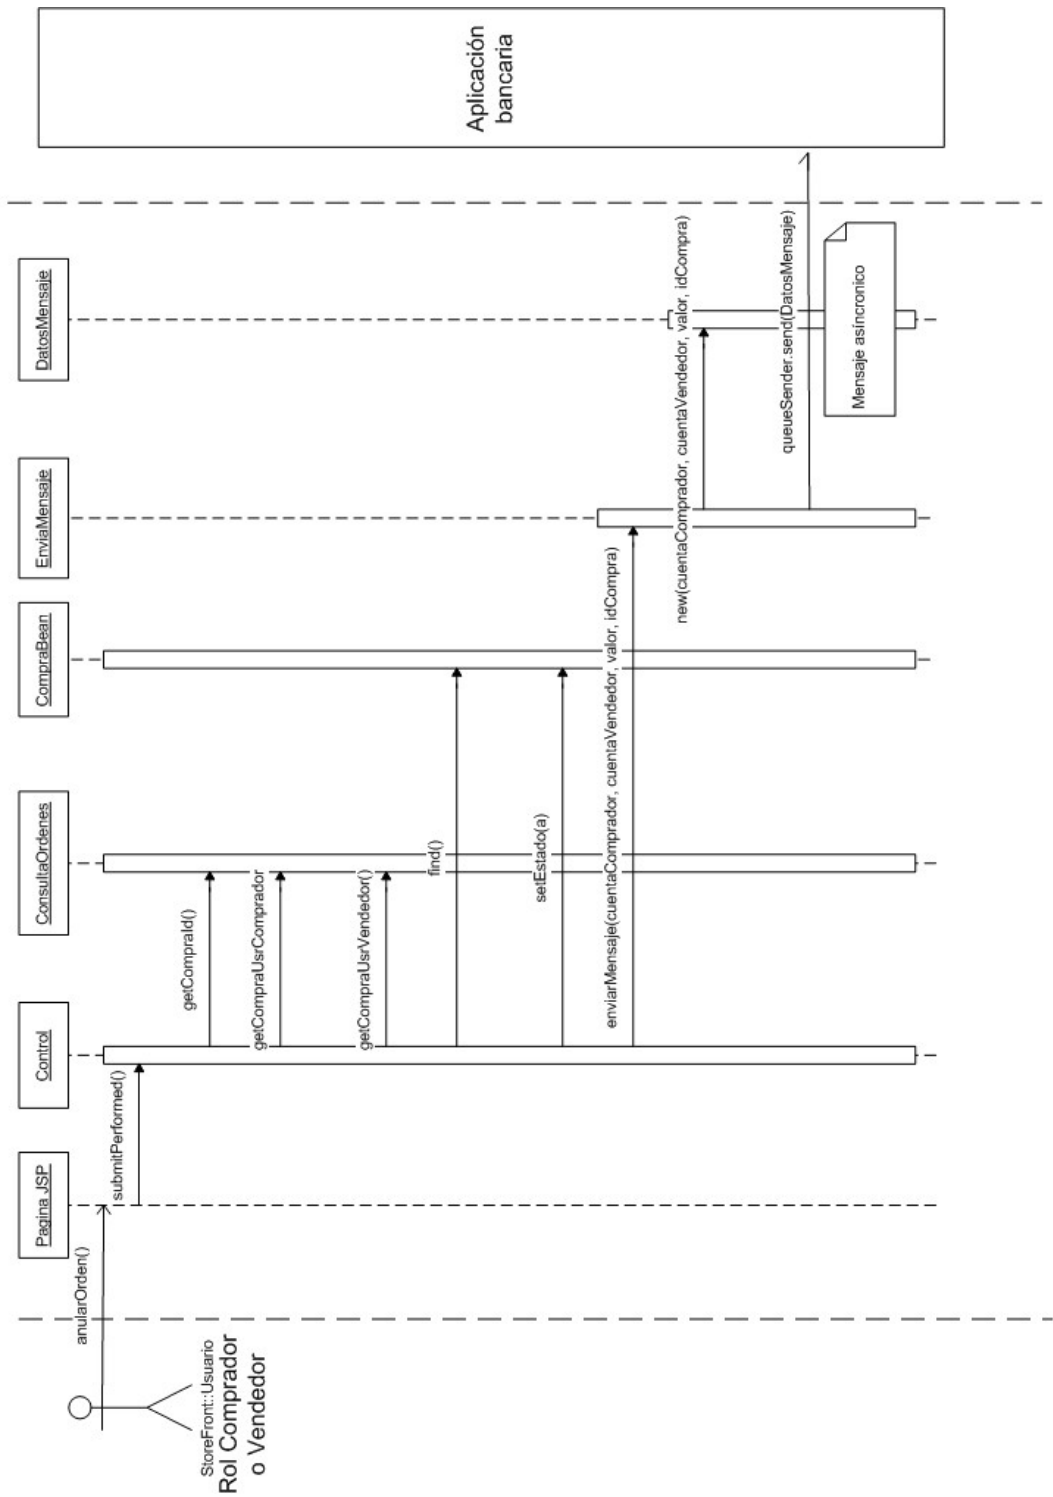 StoreFront::Usuario
Rol Comprador
o Vendedor
Pagina JSP
Control
ConsultaOrdenes
CompraBean
EnviaMensaje
DatosMensaje
Aplicación
bancaria
anularOrden()
submitPerformed()
getCompraId()
getCompraUsrComprador
getCompraUsrVendedor()
find()
setEstado(a)
enviarMensaje(cuentaComprador, cuentaVendedor, valor, idCompra)
new(cuentaComprador, cuentaVendedor, valor, idCompra)
queueSender.send(DatosMensaje)
Mensaje asíncronico